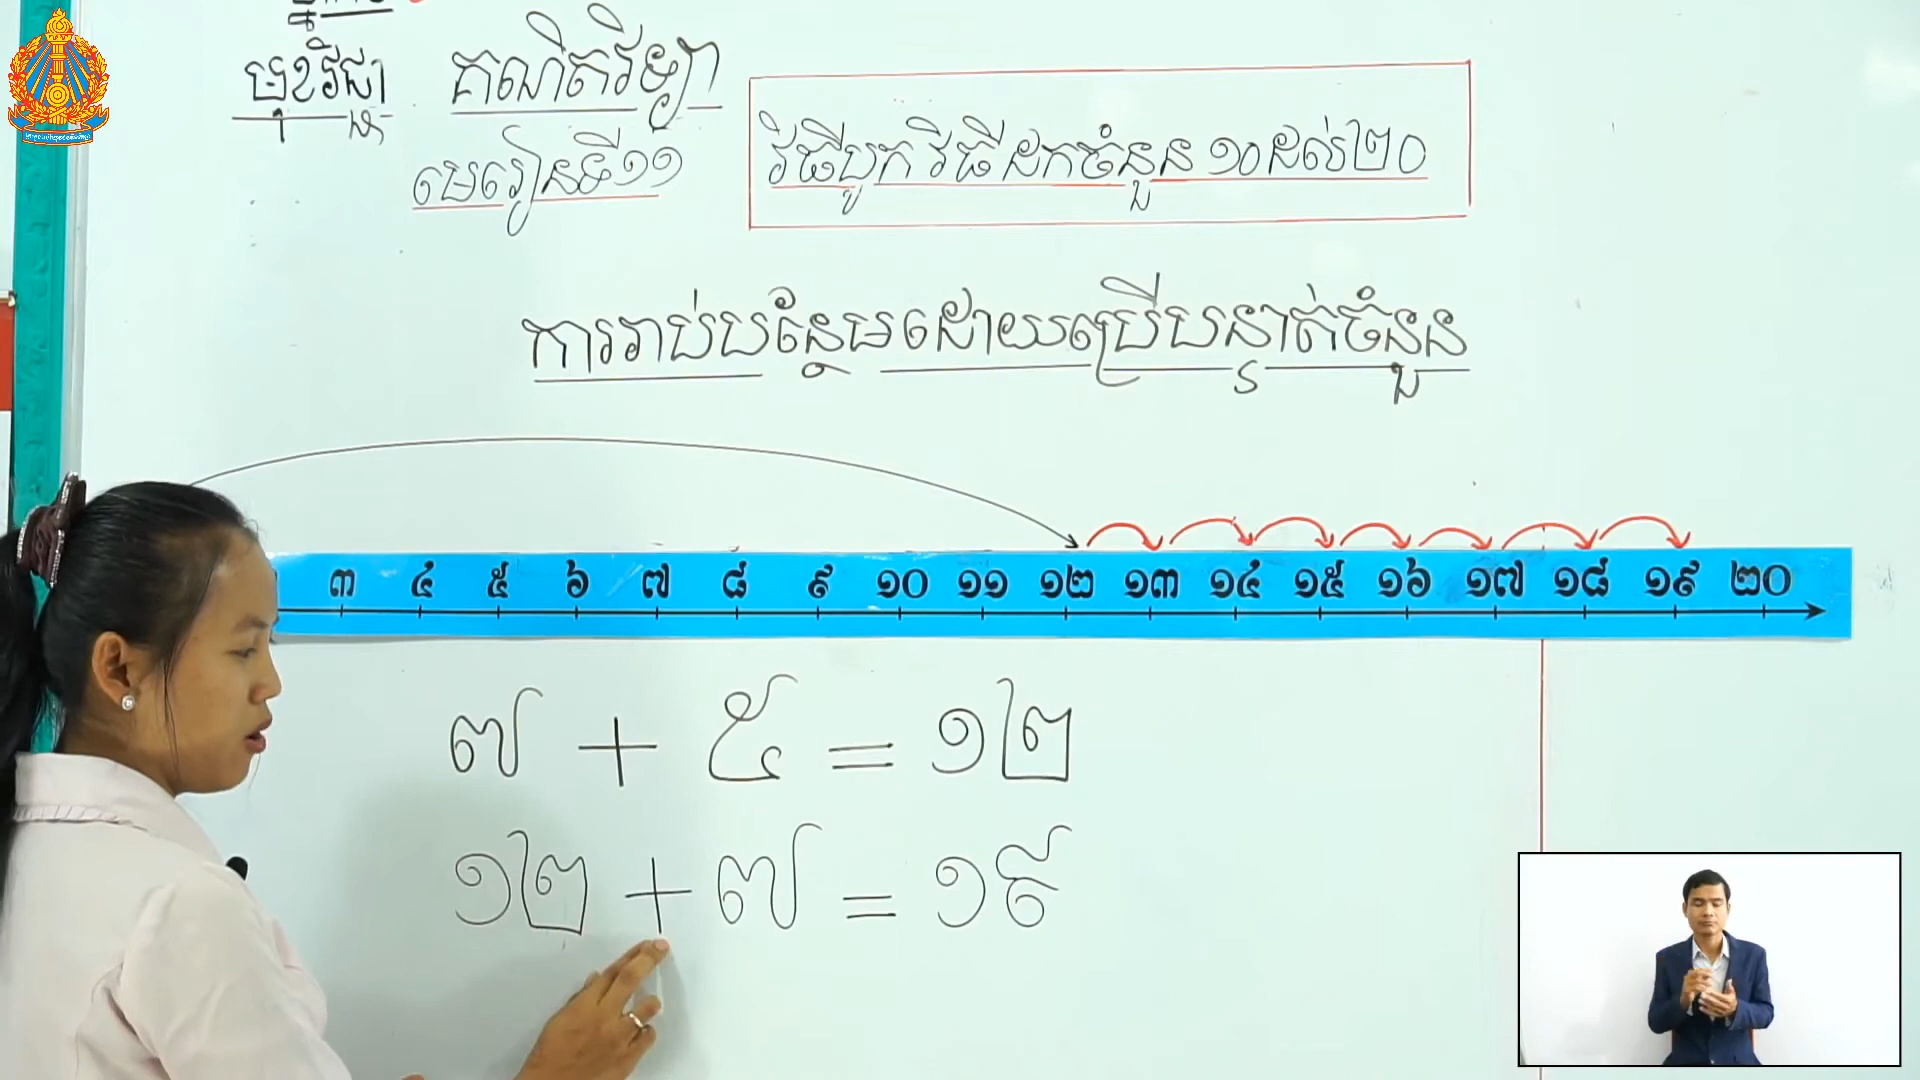 មុខវិជ្ជា គណិតវិទ្យា
មេរៀនទី១១
វិធីបូក វិធីដកចំនួន ១០ដល់២០
ការរាប់បន្ថែមដោយប្រើបន្ទាត់ចំនួន
៣ ៤ ៥ ៦ ៧ ៨ ៩ ១០ ១១ ១២ ១៣ ១៤ ១៥ ១៦ ១៧ ១៨ ១៩ ២០
៧ + ៥ = ១២
១២ + ៧ = ១៩